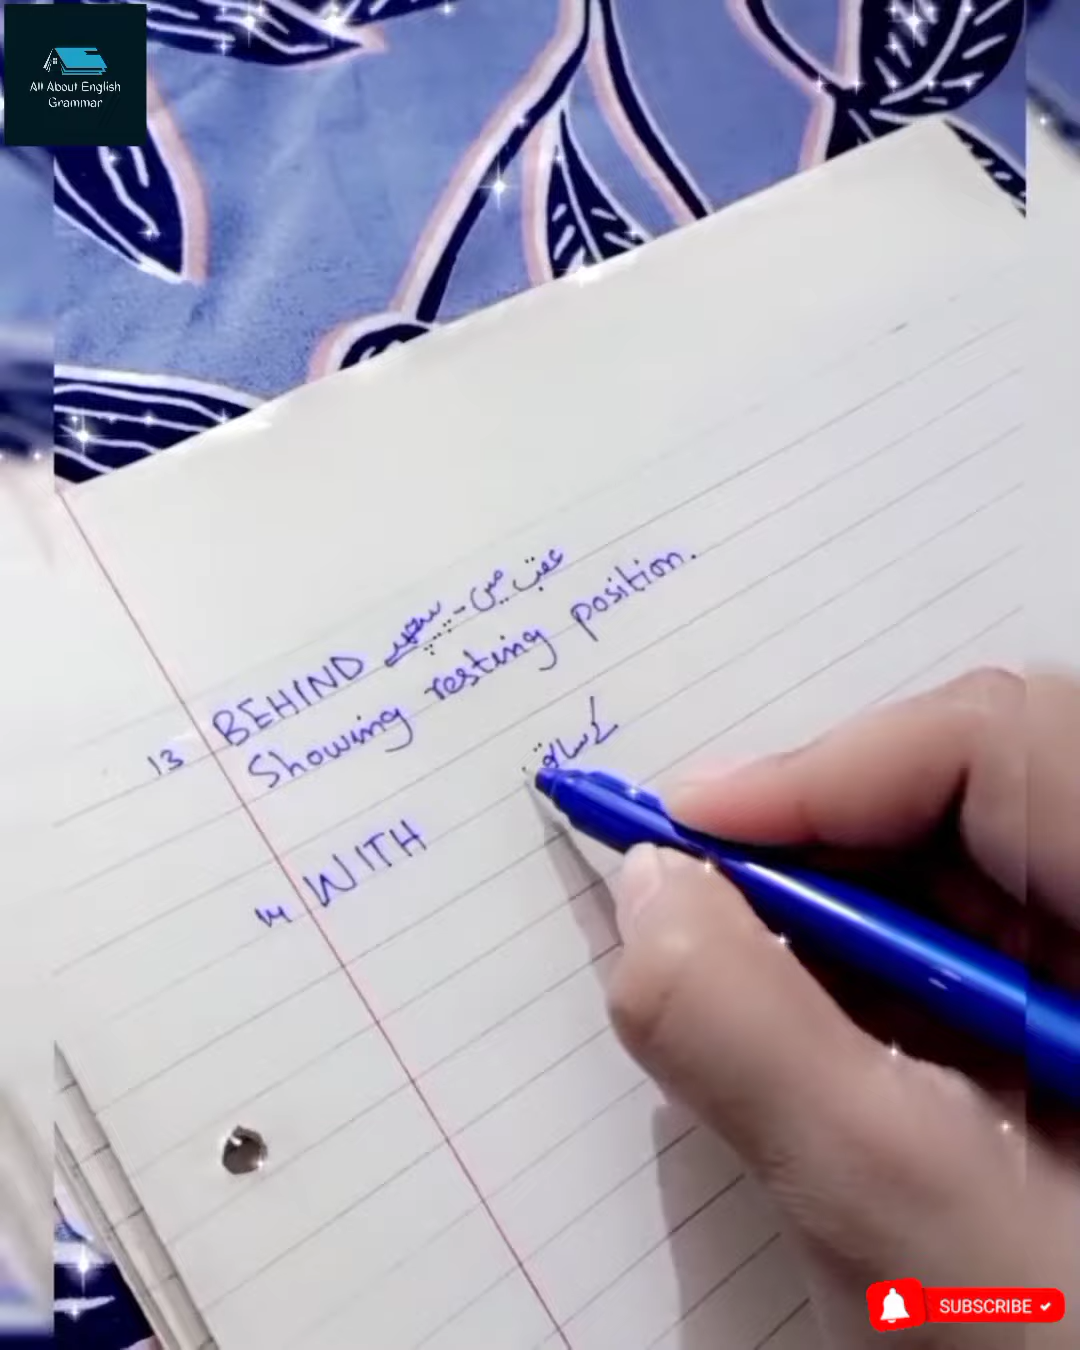 All About English
Grammar
13 BEHIND پیچھے - عقب میں
Showing resting position.
14 WITH کے ساتھ
SUBSCRIBE